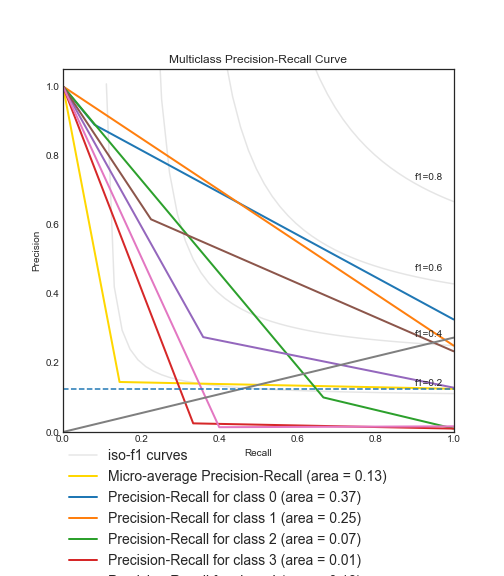 Multiclass Precision-Recall Curve
1.0
0.8
0.6
0.4
0.2
0.0
Precision
f1=0.8
f1=0.6
f1=0.4
f1=0.2
0.0 0.2 0.4 0.6 0.8 1.0
Recall
iso-f1 curves
Micro-average Precision-Recall (area = 0.13)
Precision-Recall for class 0 (area = 0.37)
Precision-Recall for class 1 (area = 0.25)
Precision-Recall for class 2 (area = 0.07)
Precision-Recall for class 3 (area = 0.01)